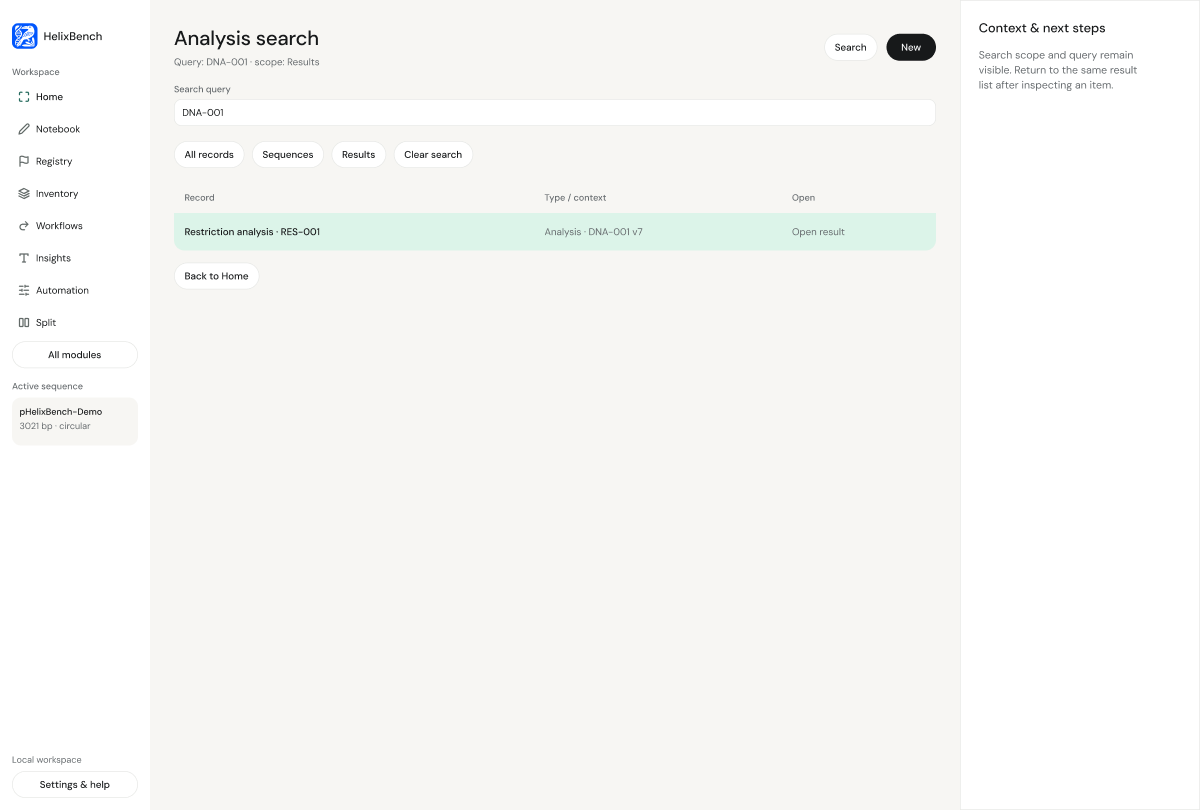 HelixBench
Workspace
Home
Notebook
Registry
Inventory
Workflows
Insights
Automation
Split
All modules
Active sequence
pHelixBench-Demo
3021 bp · circular
Local workspace
Settings & help
Analysis search
Query: DNA-001 · scope: Results
Search
New
Search query
DNA-001
All records
Sequences
Results
Clear search
Record
Type / context
Open
Restriction analysis · RES-001
Analysis · DNA-001 v7
Open result
Back to Home
Context & next steps
Search scope and query remain
visible. Return to the same result
list after inspecting an item.